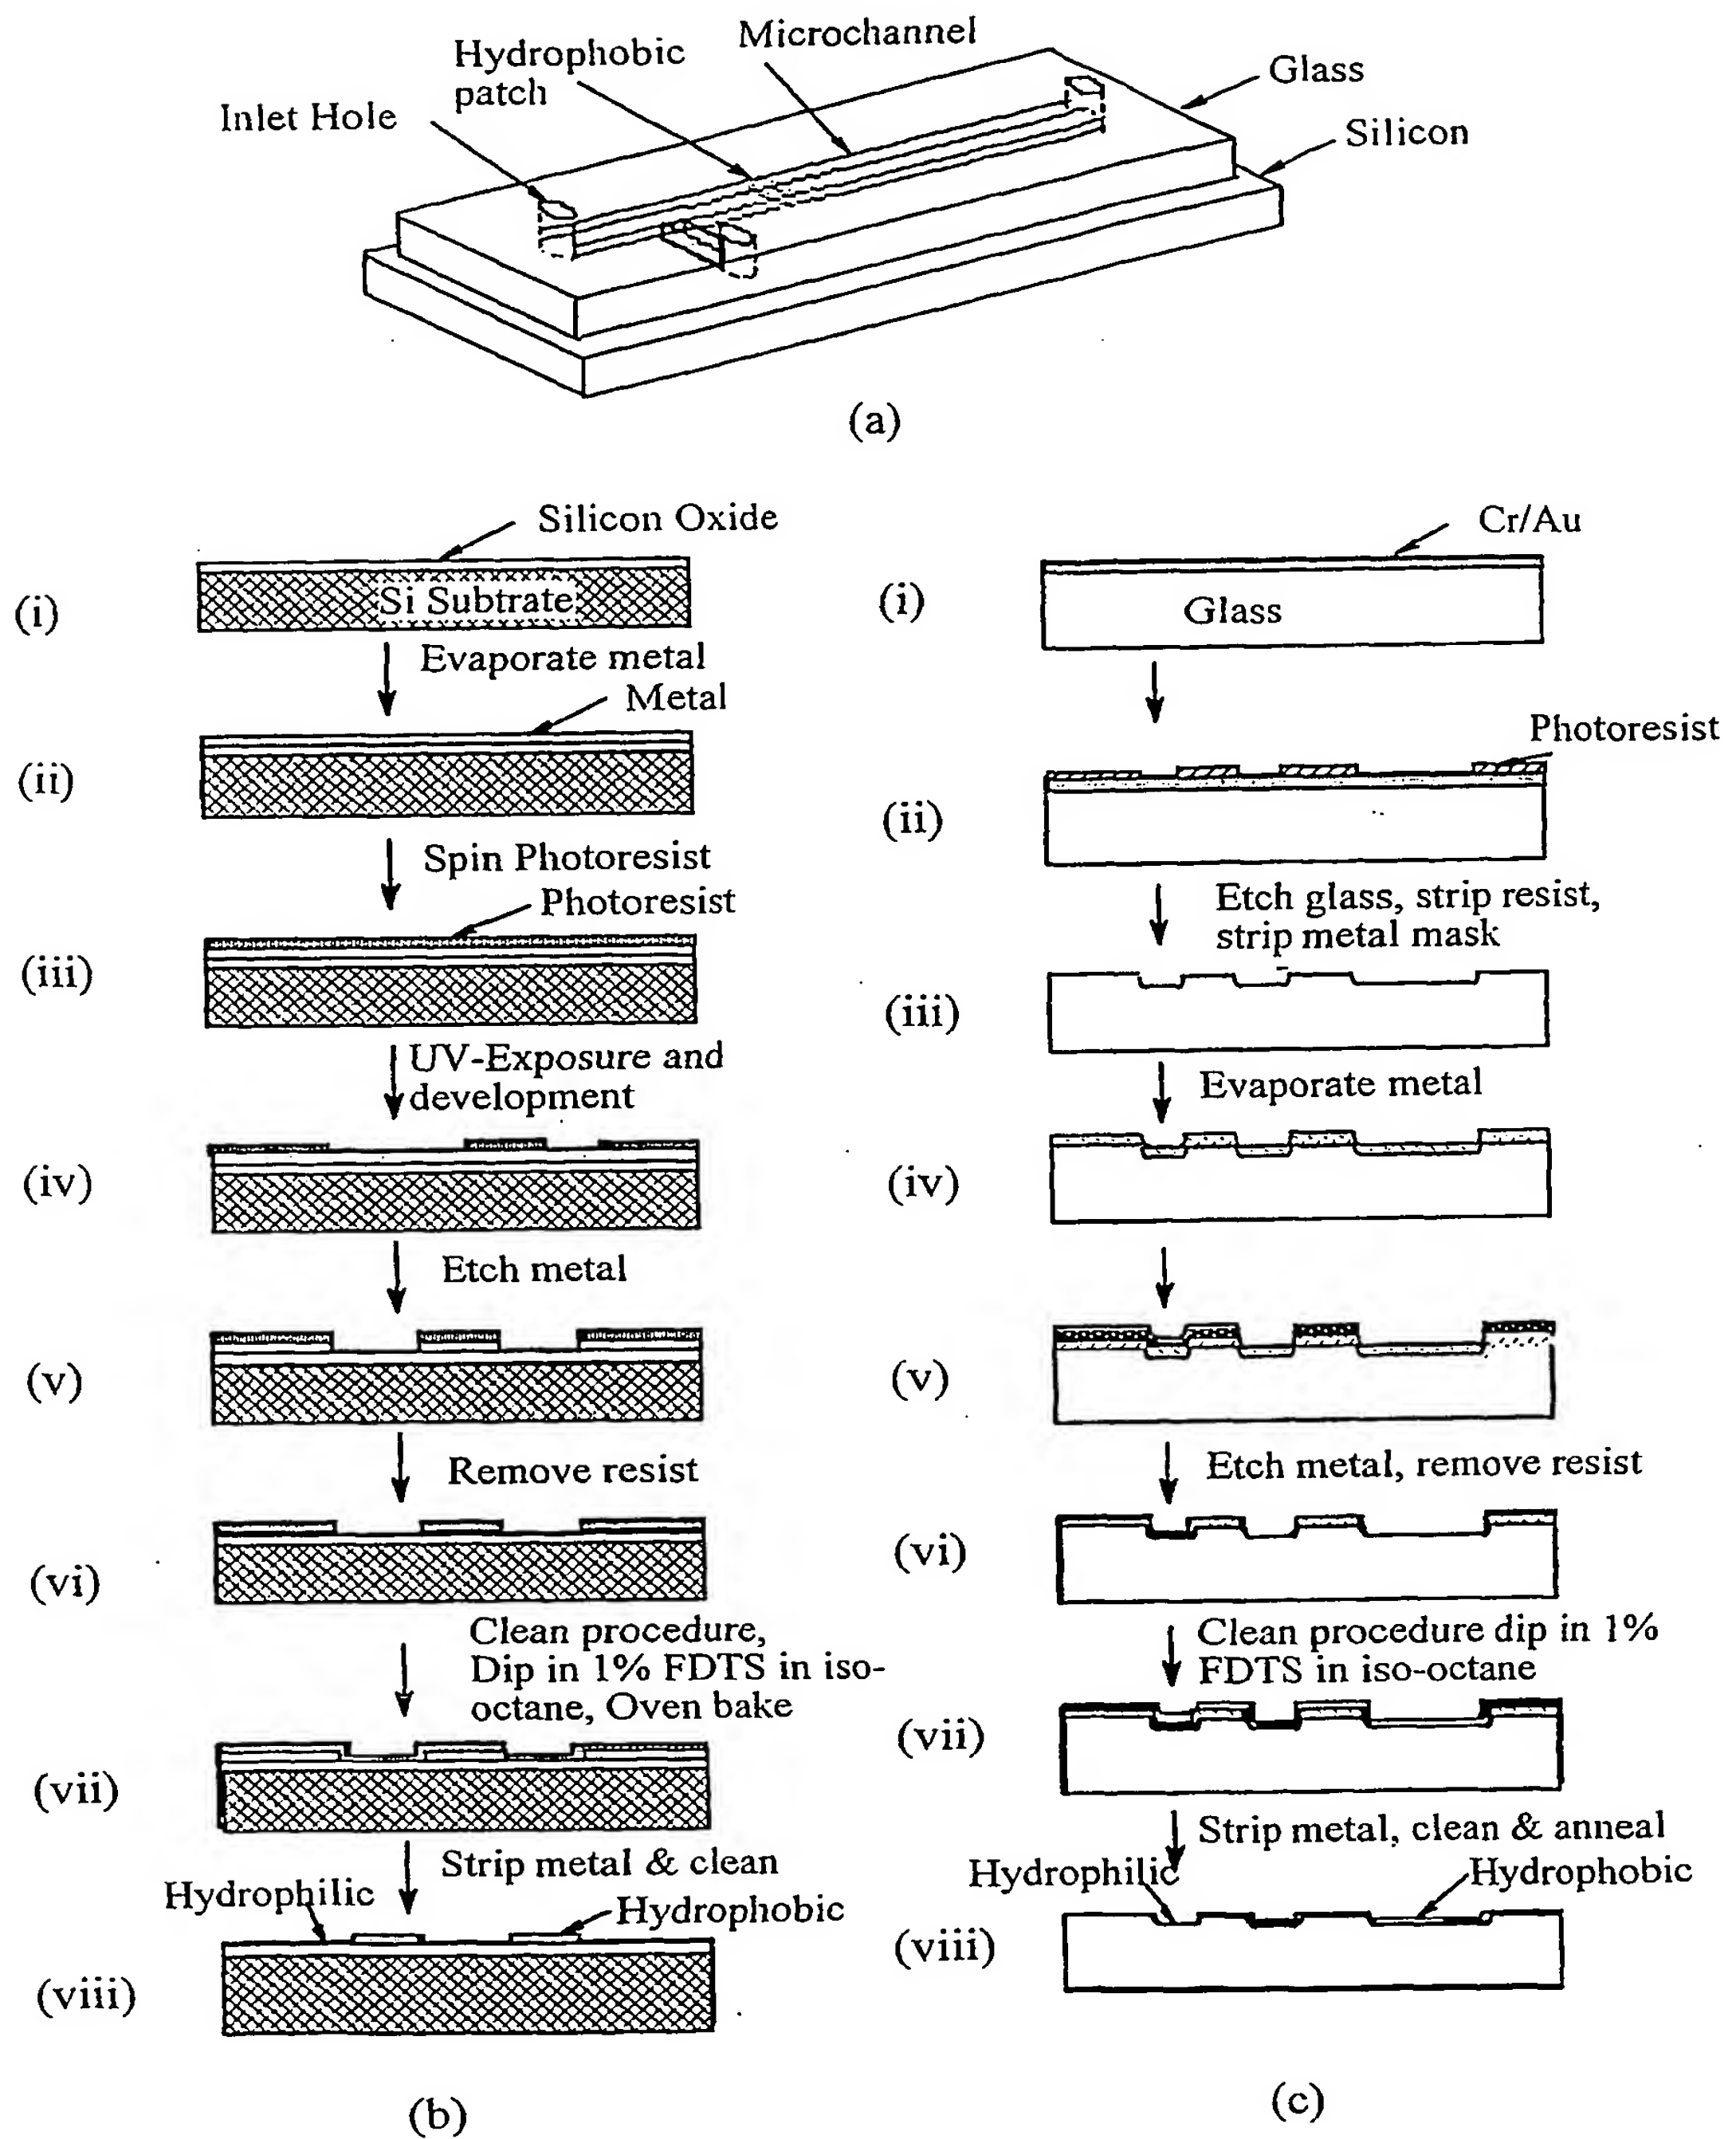 Microchannel
Hydrophobic
patch
Glass
Inlet Hole
Silicon
(a)
Silicon Oxide
(i)
Si Subtrate
Evaporate metal
Metal
(ii)
Spin Photoresist
Photoresist
(iii)
UV-Exposure and
development
(iv)
Etch metal
(v)
Remove resist
(vi)
Clean procedure,
Dip in 1% FDTS in iso-
octane, Oven bake
(vii)
Strip metal & clean
Hydrophilic
Hydrophobic
(viii)
(b)
Cr/Au
(i)
Glass
Photoresist
(ii)
Etch glass, strip resist,
strip metal mask
(iii)
Evaporate metal
(iv)
(v)
Etch metal, remove resist
(vi)
Clean procedure dip in 1%
FDTS in iso-octane
(vii)
Strip metal, clean & anneal
Hydrophilic
Hydrophobic
(viii)
(c)